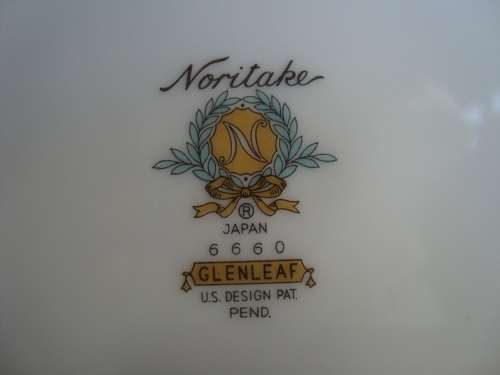 Noritake
N
®
JAPAN
6660
GLENLEAF
U.S. DESIGN PAT.
PEND.